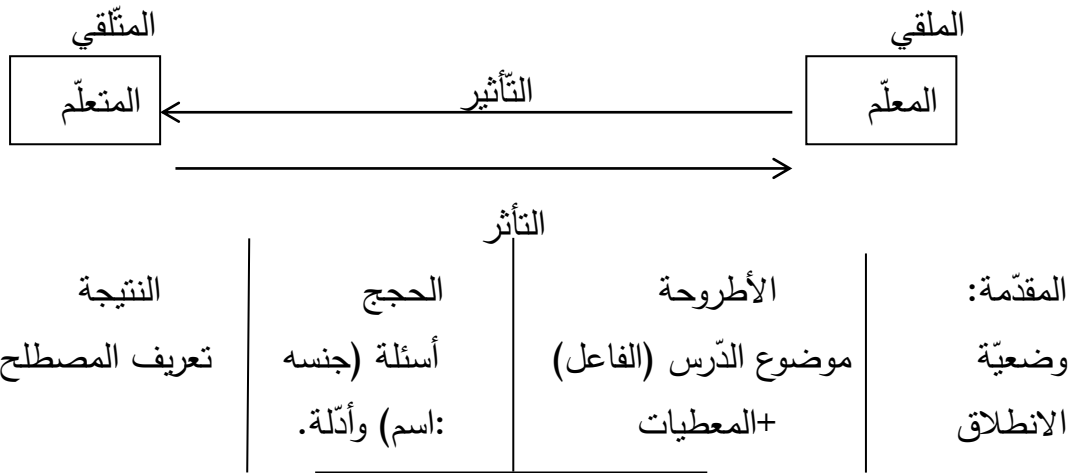 الملقي المتّلقي
المعلّم التّأثير المتعلّم
التأثر
المقدّمة: الأطروحة الحجج النتيجة
وضعيّة موضوع الدّرس (الفاعل) أسئلة (جنسه تعريف المصطلح
الانطلاق +المعطيات :اسم) وأدّلة.